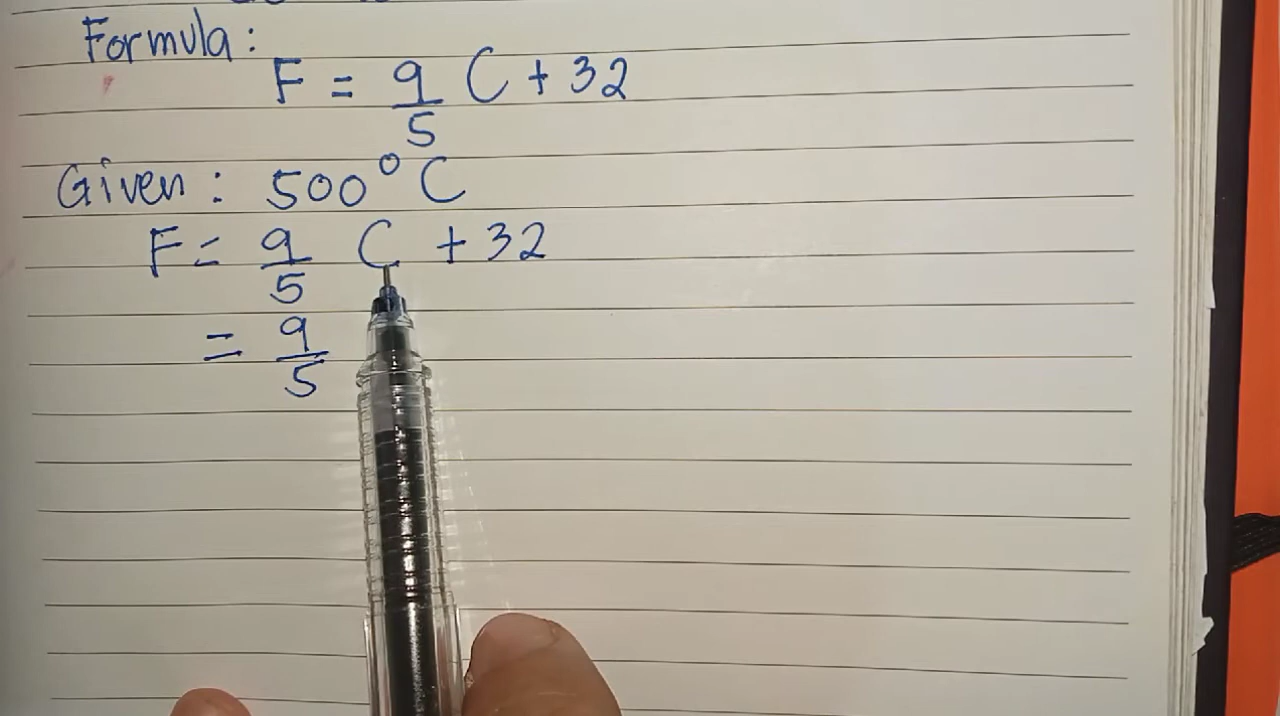 Formula:
F = 9/5 C + 32
Given: 500° C
F = 9/5 C + 32
= 9/5